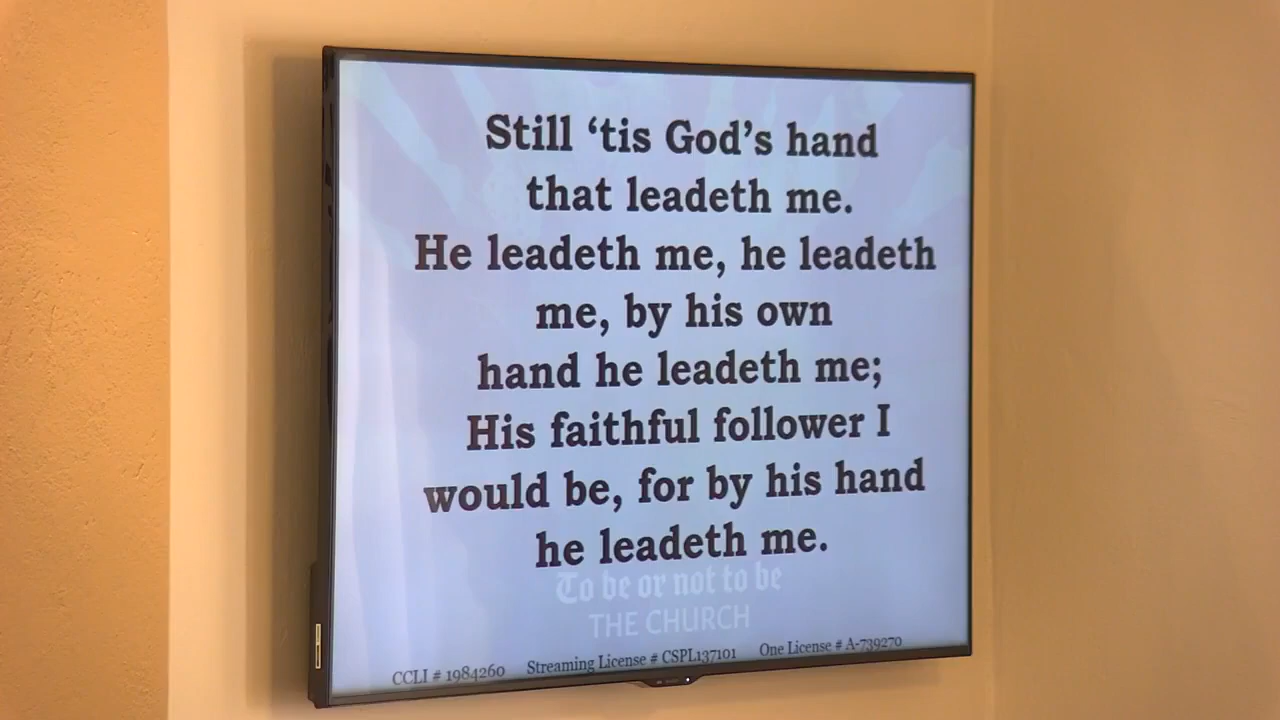 Still ‘tis God’s hand
that leadeth me.
He leadeth me, he leadeth
me, by his own
hand he leadeth me;
His faithful follower I
would be, for by his hand
he leadeth me.
To be or not to be
THE CHURCH
CCLI # 1984260 Streaming License # CSPL137101 One License # A-739270